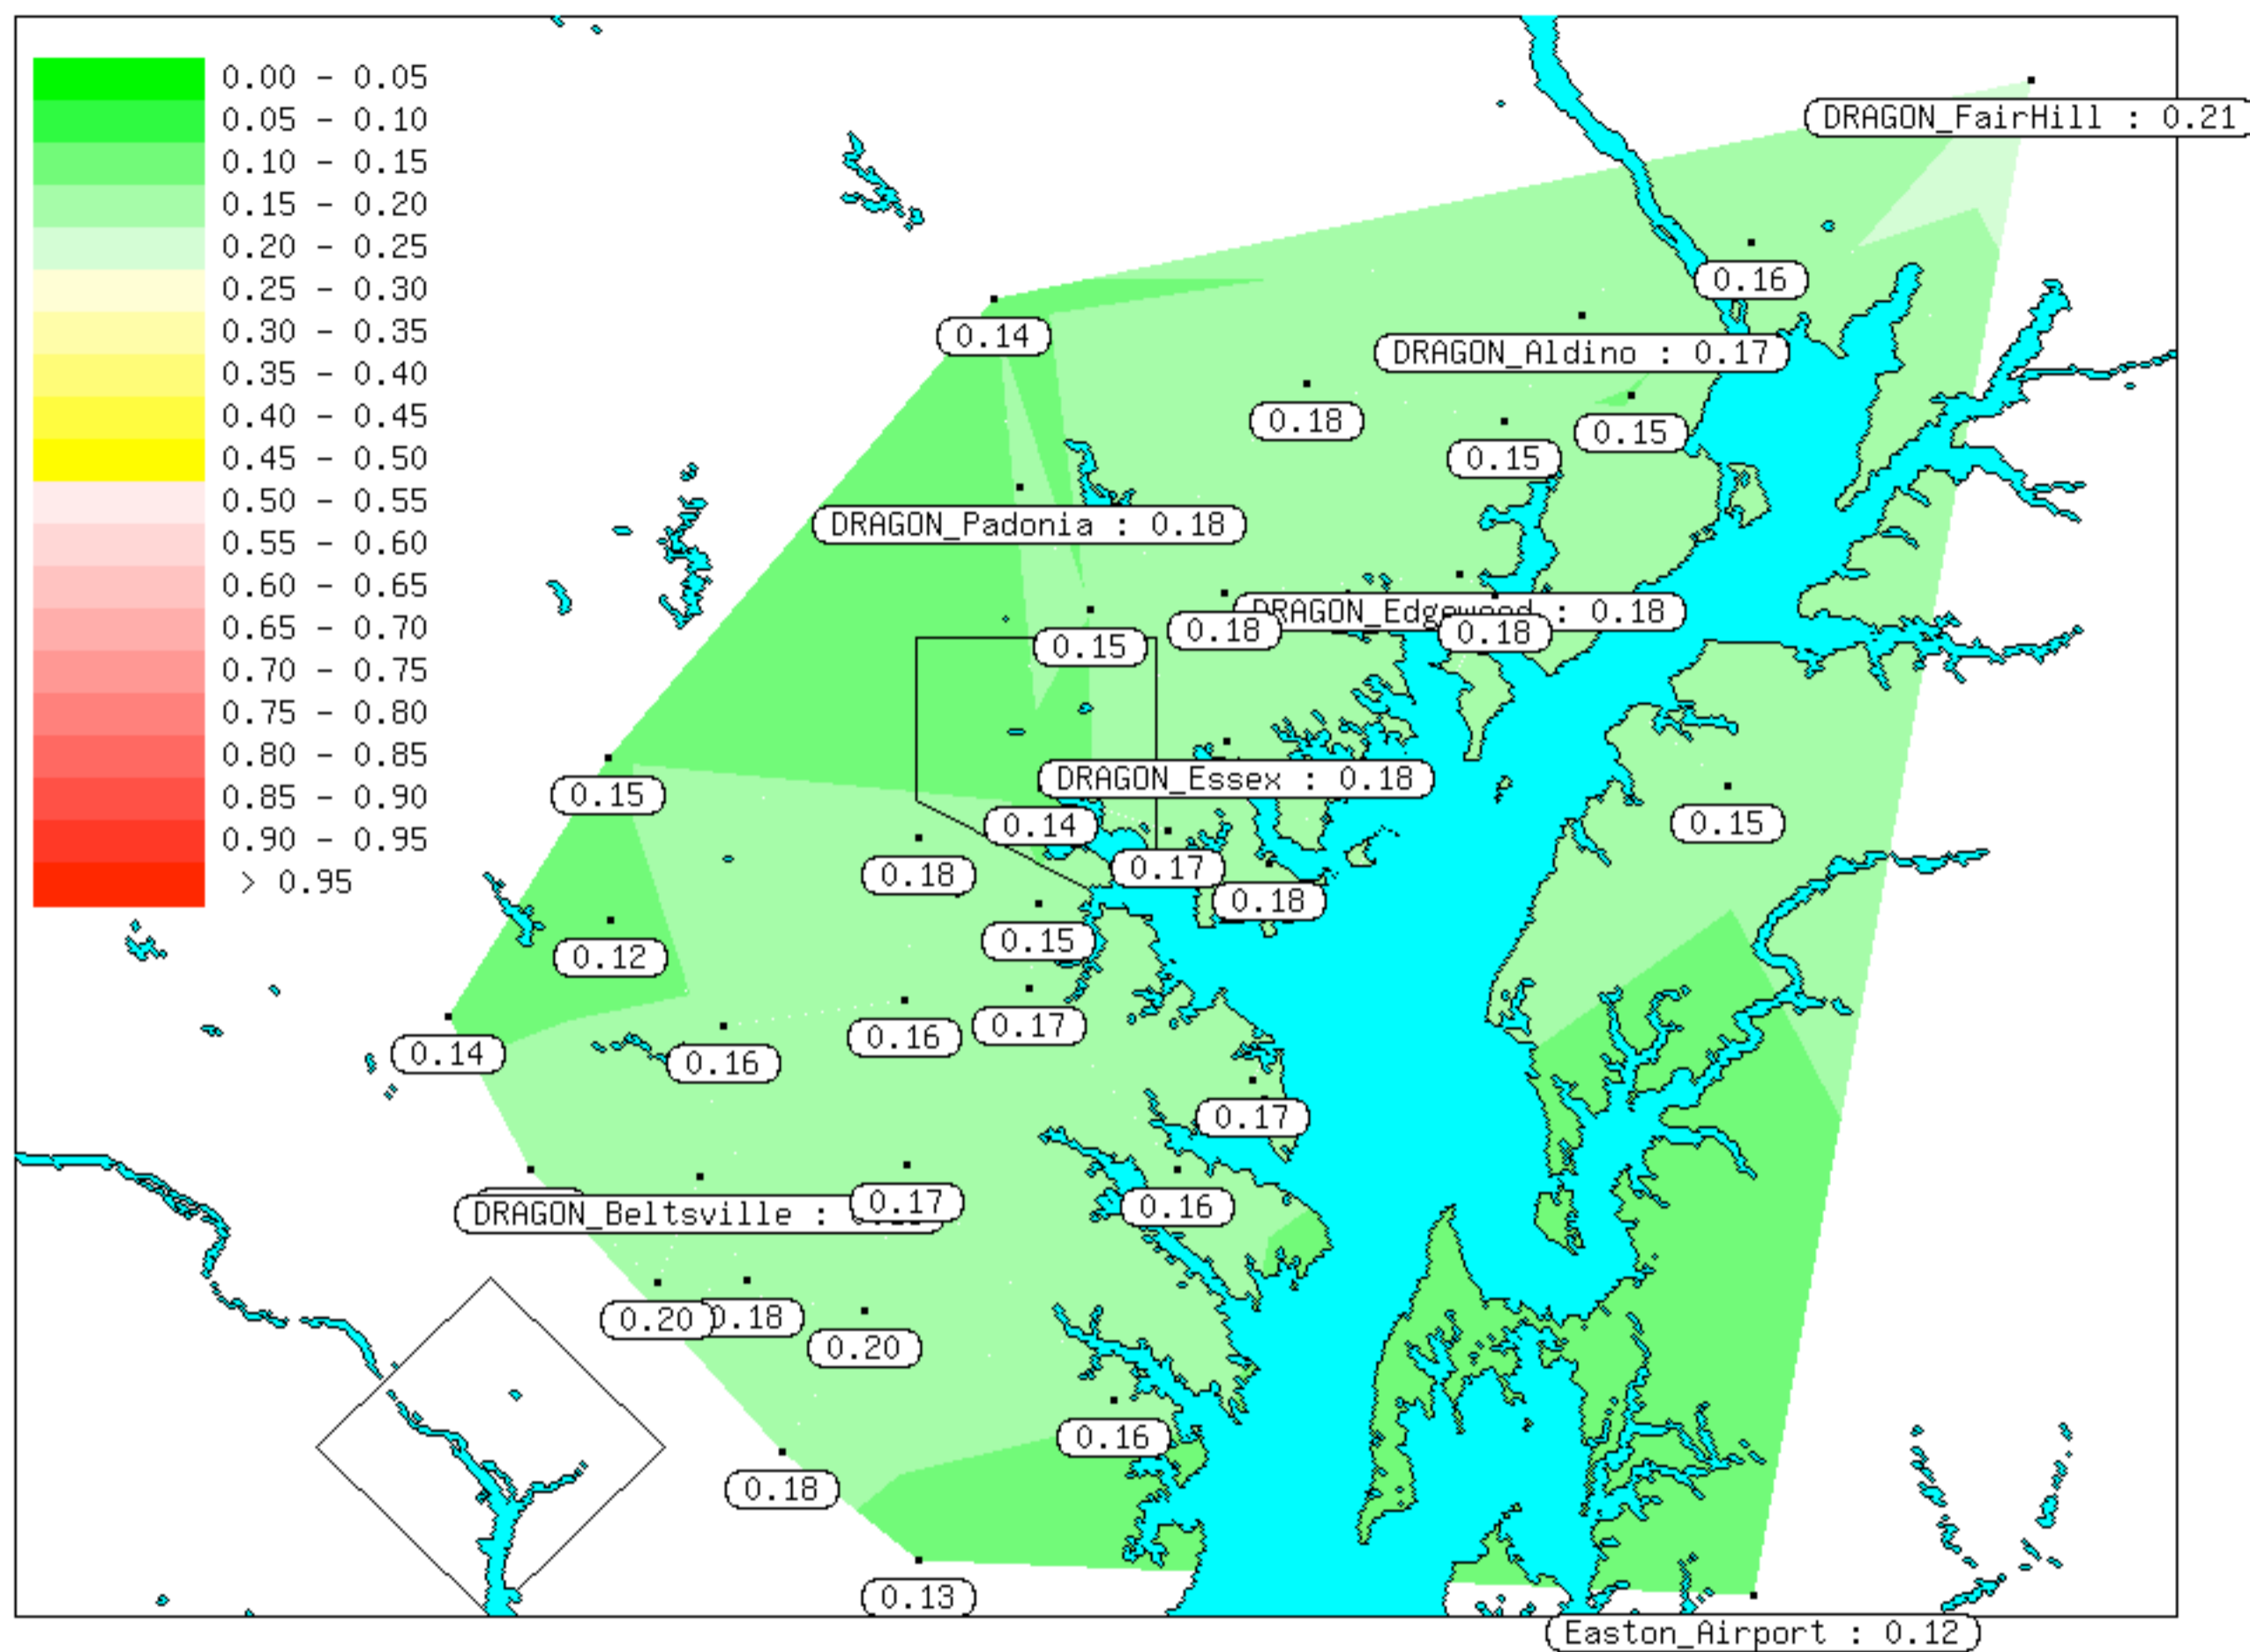 0.00 - 0.05
0.05 - 0.10
0.10 - 0.15
0.15 - 0.20
0.20 - 0.25
0.25 - 0.30
0.30 - 0.35
0.35 - 0.40
0.40 - 0.45
0.45 - 0.50
0.50 - 0.55
0.55 - 0.60
0.60 - 0.65
0.65 - 0.70
0.70 - 0.75
0.75 - 0.80
0.80 - 0.85
0.85 - 0.90
0.90 - 0.95
> 0.95
DRAGON_FairHill : 0.21
0.16
0.14
DRAGON_Aldino : 0.17
0.18
0.15
0.15
DRAGON_Padonia : 0.18
DRAGON_Edgewood : 0.18
0.18
0.18
0.15
DRAGON_Essex : 0.18
0.15
0.14
0.15
0.18
0.17
0.18
0.15
0.12
0.17
0.16
0.14
0.16
0.17
0.17
0.16
DRAGON_Beltsville :
0.20
0.18
0.20
0.16
0.18
0.13
Easton_Airport : 0.12